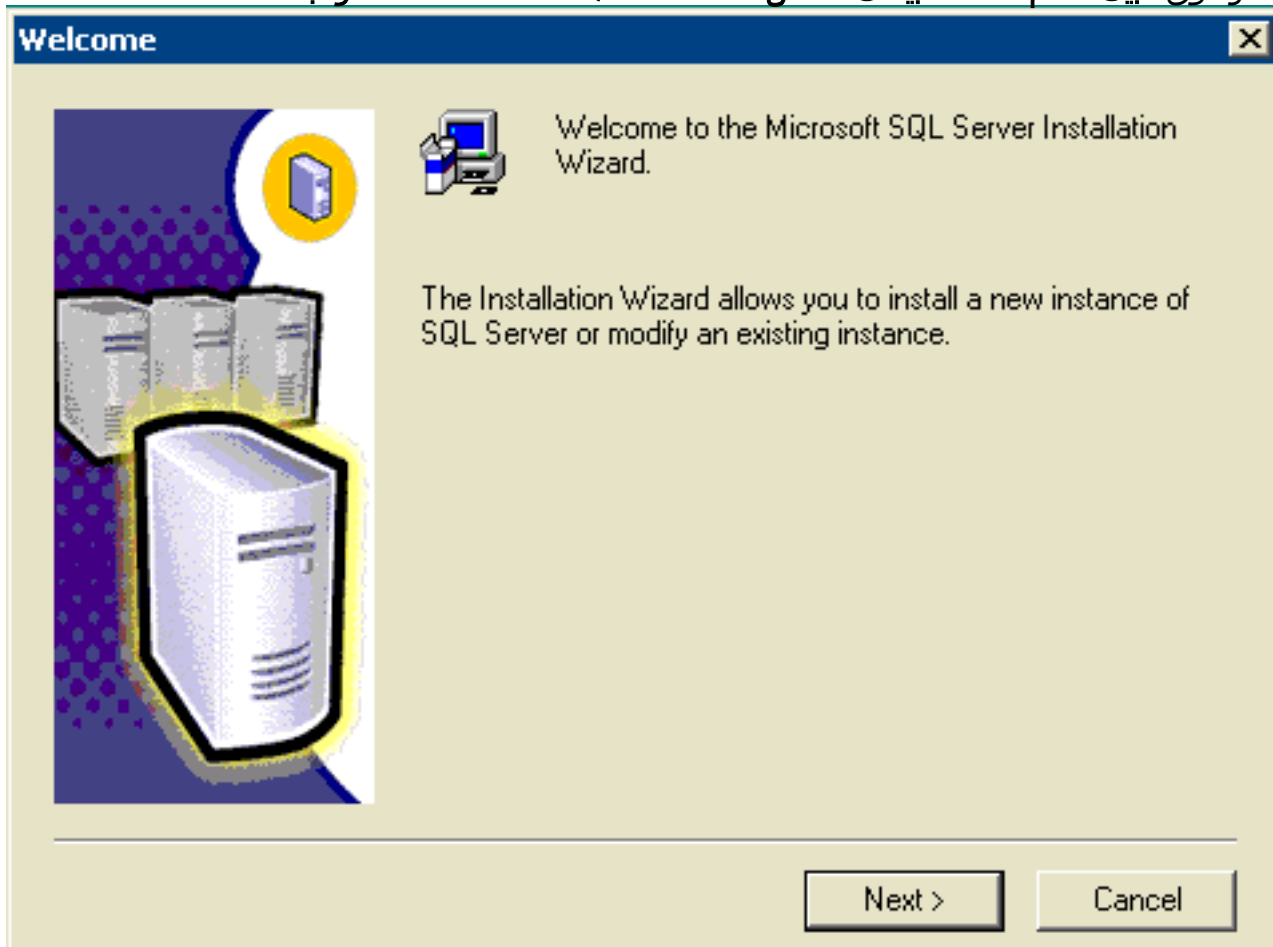 Welcome
Welcome to the Microsoft SQL Server Installation
Wizard.
The Installation Wizard allows you to install a new instance of
SQL Server or modify an existing instance.
Next >
Cancel